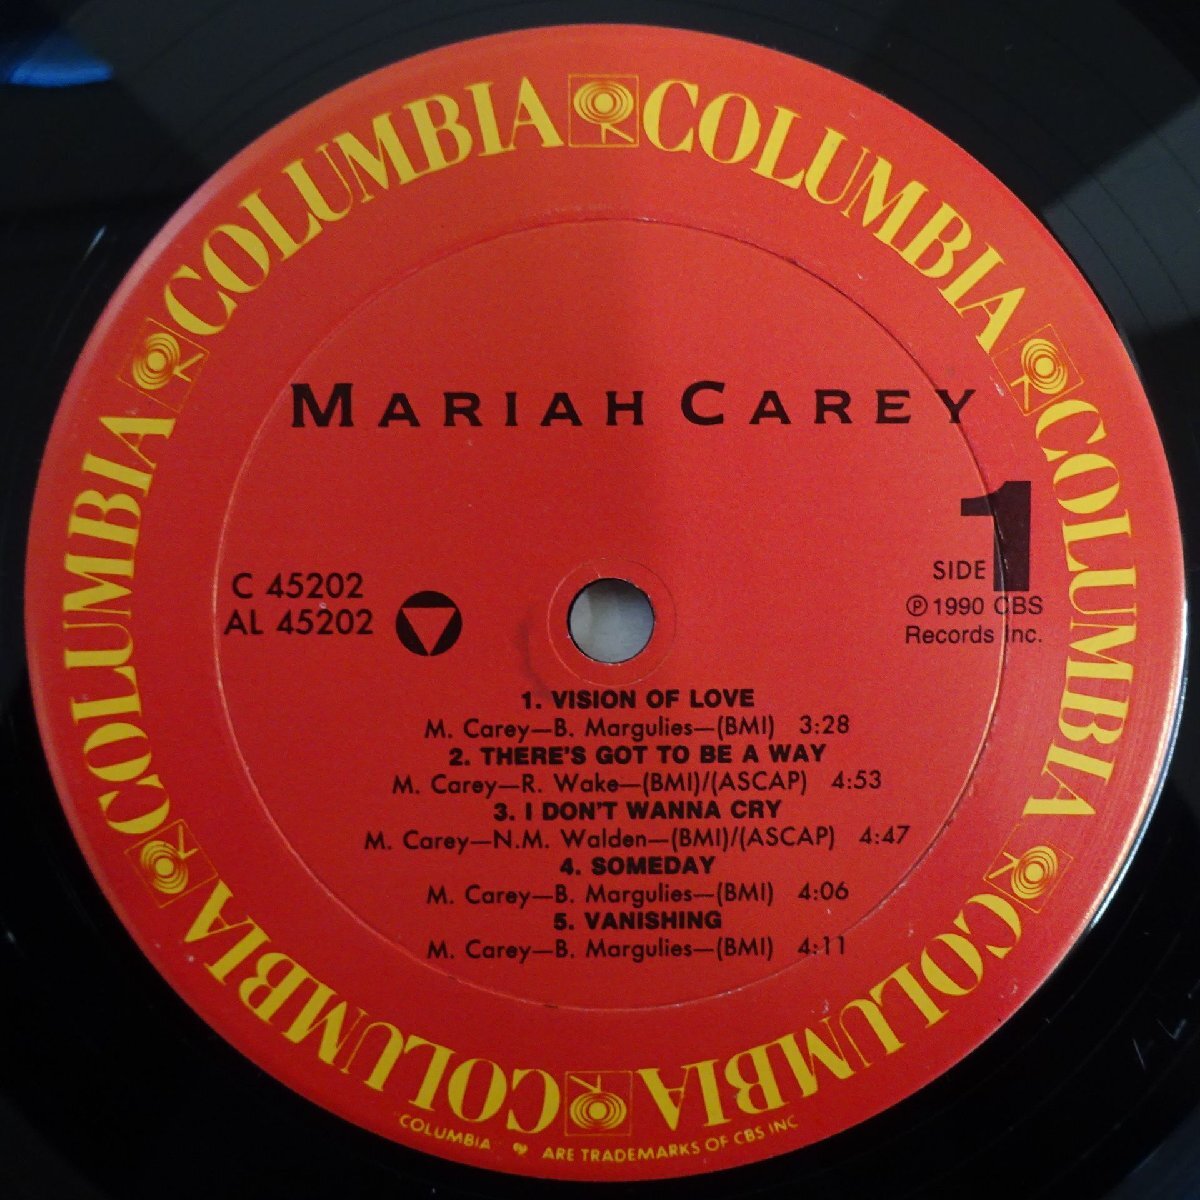 COLUMBIA COLUMBIA COLUMBIA COLUMBIA COLUMBIA COLUMBIA
MARIAH CAREY
SIDE 1
℗ 1990 CBS
Records Inc.
C 45202
AL 45202
1. VISION OF LOVE
M. Carey—B. Margulies—(BMI) 3:28
2. THERE'S GOT TO BE A WAY
M. Carey—R. Wake—(BMI)/(ASCAP) 4:53
3. I DON'T WANNA CRY
M. Carey—N.M. Walden—(BMI)/(ASCAP) 4:47
4. SOMEDAY
M. Carey—B. Margulies—(BMI) 4:06
5. VANISHING
M. Carey—B. Margulies—(BMI) 4:11
COLUMBIA ARE TRADEMARKS OF CBS INC